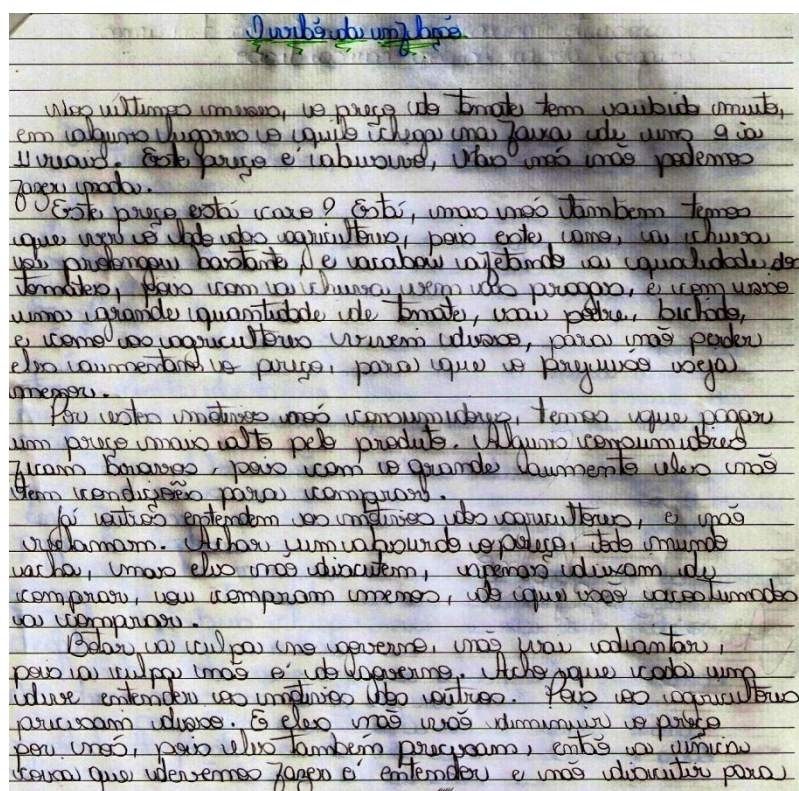 O vilão da inflação
Nos últimos meses, o preço do tomate tem subido muito,
em alguns lugares o quilo chega na faxa de uns 9 a
11 reais. Este preço é abusivo, Mas nós não podemos
fazer nada.
Este preço está caro? Está, mas nós também temos
que ver o lado dos agricultores, pois este ano, a chuva
se prolongou bastante, e acabou afetando a qualidade dos
tomates, pois com a chuva vem as pragas, e com isso
uma grande quantidade de tomate, sai pobre, bichado,
e como os agricultores vivem disso, para não perder
eles aumentam o preço, para que o prejuiso seja
menor.
Por estes motivos nós consumidores, temos que pagar
um preço mais alto pelo produto. Alguns consumidores
ficam bravos, pois com o grande aumento eles não
tem condições para comprar.
Já outros entendem os motivos dos agricultores, e não
reclamam. Achar um absurdo o preço, todo mundo
acha, mas eles não discutem, apenas deixam de
comprar, ou compram menos, do que são acostumados
a comprar.
Botar a culpa no governo, não vai adiantar,
pois a culpa não é do governo. Acho que cada um
deve entender os motivos dos outros. Pois os agricultores
precisam disso. E eles não irão diminuir o preço
por nós, pois eles também precisam, então a única
coisa que devemos fazer é entender e não discutir para